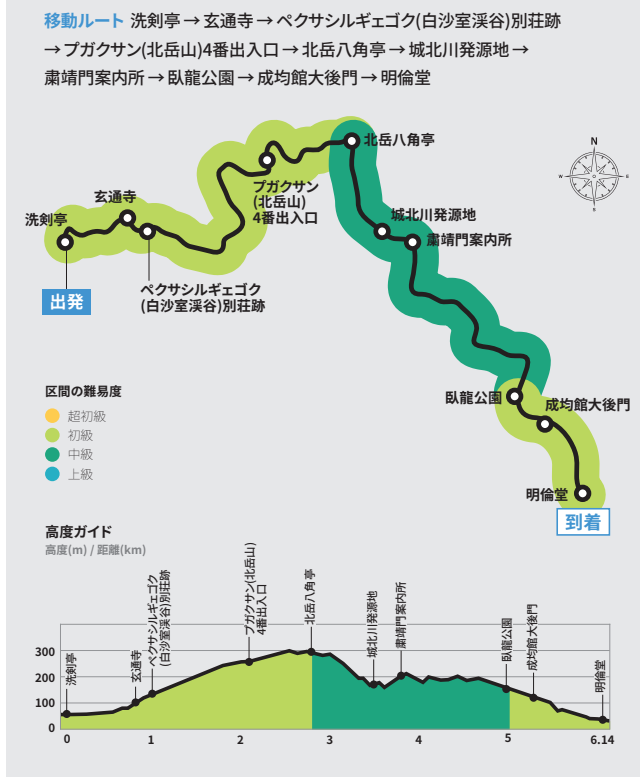 移動ルート 洗剣亭 → 玄通寺 → ペクサシルギェゴク(白沙室渓谷)別荘跡
→ プガクサン(北岳山)4番出入口 → 北岳八角亭 → 城北川発源地 →
粛靖門案内所 → 臥龍公園 → 成均館大後門 → 明倫堂
北岳八角亭
N
W
E
S
プガクサン
(北岳山)
4番出入口
玄通寺
洗剣亭
城北川発源地
粛靖門案内所
出発
ペクサシルギェゴク
(白沙室渓谷)別荘跡
区間の難易度
超初級
初級
中級
上級
臥龍公園
成均館大後門
明倫堂
到着
高度ガイド
高度(m) / 距離(km)
洗剣亭
玄通寺
ペクサシルギェゴク
(白沙室渓谷)別荘跡
プガクサン(北岳山)
4番出入口
北岳八角亭
城北川発源地
粛靖門案内所
臥龍公園
成均館大後門
明倫堂
300
200
100
0
0 1 2 3 4 5 6.14